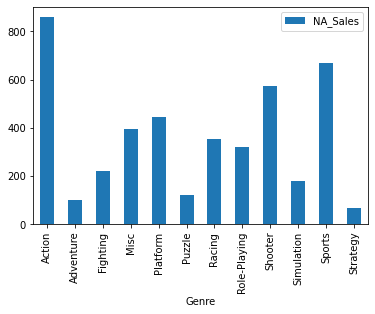 NA_Sales
800
600
400
200
0
Action
Adventure
Fighting
Misc
Platform
Puzzle
Racing
Role-Playing
Shooter
Simulation
Sports
Strategy
Genre